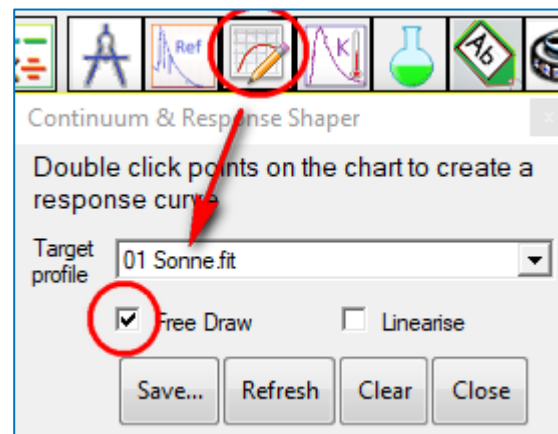 Ref
K
Ab
Continuum & Response Shaper
Double click points on the chart to create a
response curve
Target
profile
01 Sonne.fit
Free Draw
Linearise
Save...
Refresh
Clear
Close